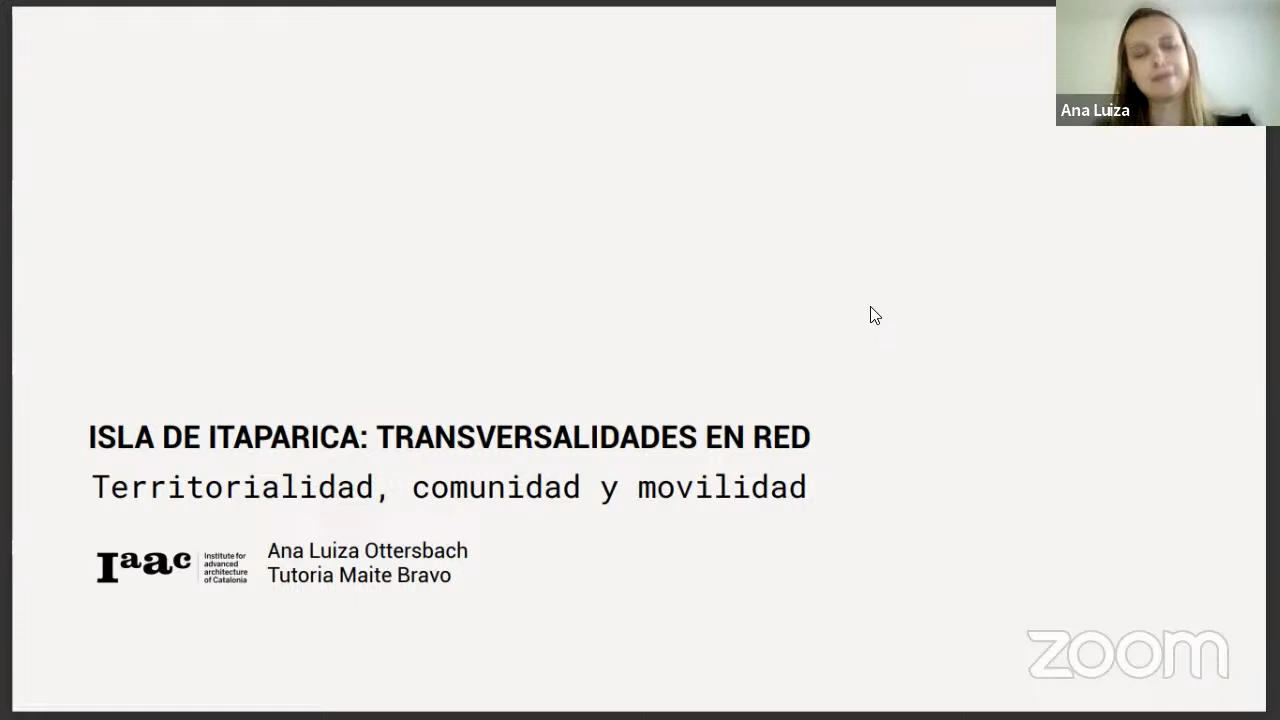 Ana Luiza
ISLA DE ITAPARICA: TRANSVERSALIDADES EN RED
Territorialidad, comunidad y movilidad
Iaac
Institute for
advanced
architecture
of Catalonia
Ana Luiza Ottersbach
Tutoria Maite Bravo
zoom